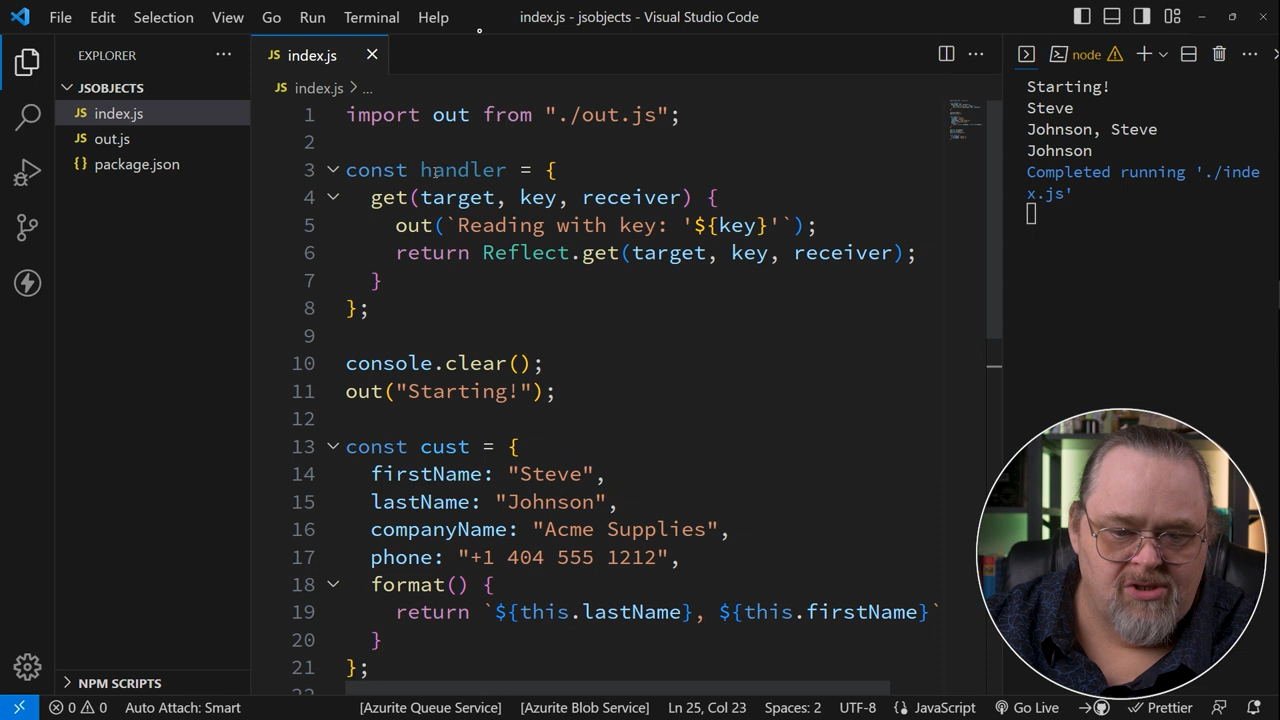 File Edit Selection View Go Run Terminal Help
index.js - jsobjects - Visual Studio Code
EXPLORER
JSOBJECTS
JS index.js
JS out.js
{} package.json
NPM SCRIPTS
JS index.js
JS index.js > ...
1 import out from "./out.js";
2
3 const handler = {
4 get(target, key, receiver) {
5 out(`Reading with key: '${key}'`);
6 return Reflect.get(target, key, receiver);
7 }
8 };
9
10 console.clear();
11 out("Starting!");
12
13 const cust = {
14 firstName: "Steve",
15 lastName: "Johnson",
16 companyName: "Acme Supplies",
17 phone: "+1 404 555 1212",
18 format() {
19 return `${this.lastName}, ${this.firstName}`
20 }
21 };
22
node
Starting!
Steve
Johnson, Steve
Johnson
Completed running './inde
x.js'
0 0 Auto Attach: Smart [Azurite Queue Service] [Azurite Blob Service] Ln 25, Col 23 Spaces: 2 UTF-8 {} JavaScript Go Live Prettier